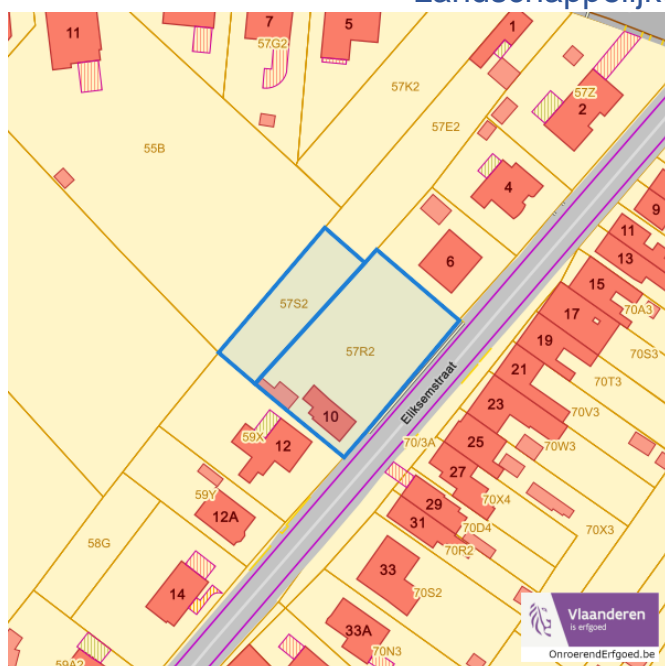 Landschappelijk
11
7
5
1
57G2
57Z
2
57K2
57E2
55B
4
9
11
13
6
15
57S2
17
70A3
19
57R2
70S3
21
70T3
Eliksemstraat
23
70V3
10
59X
12
70/3A
25
70W3
27
59Y
70X4
29
12A
31
70D4
70X3
58G
70R2
33
14
70S2
33A
70N3
59A2
Vlaanderen
is erfgoed
OnroerendErfgoed.be